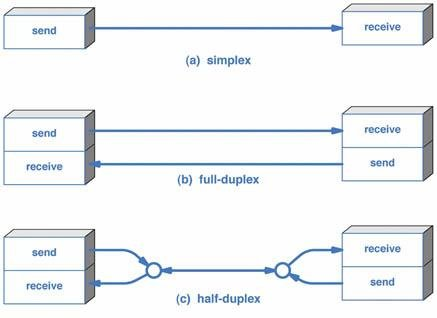 send
receive
(a) simplex
send
receive
receive
send
(b) full-duplex
send
receive
receive
send
(c) half-duplex